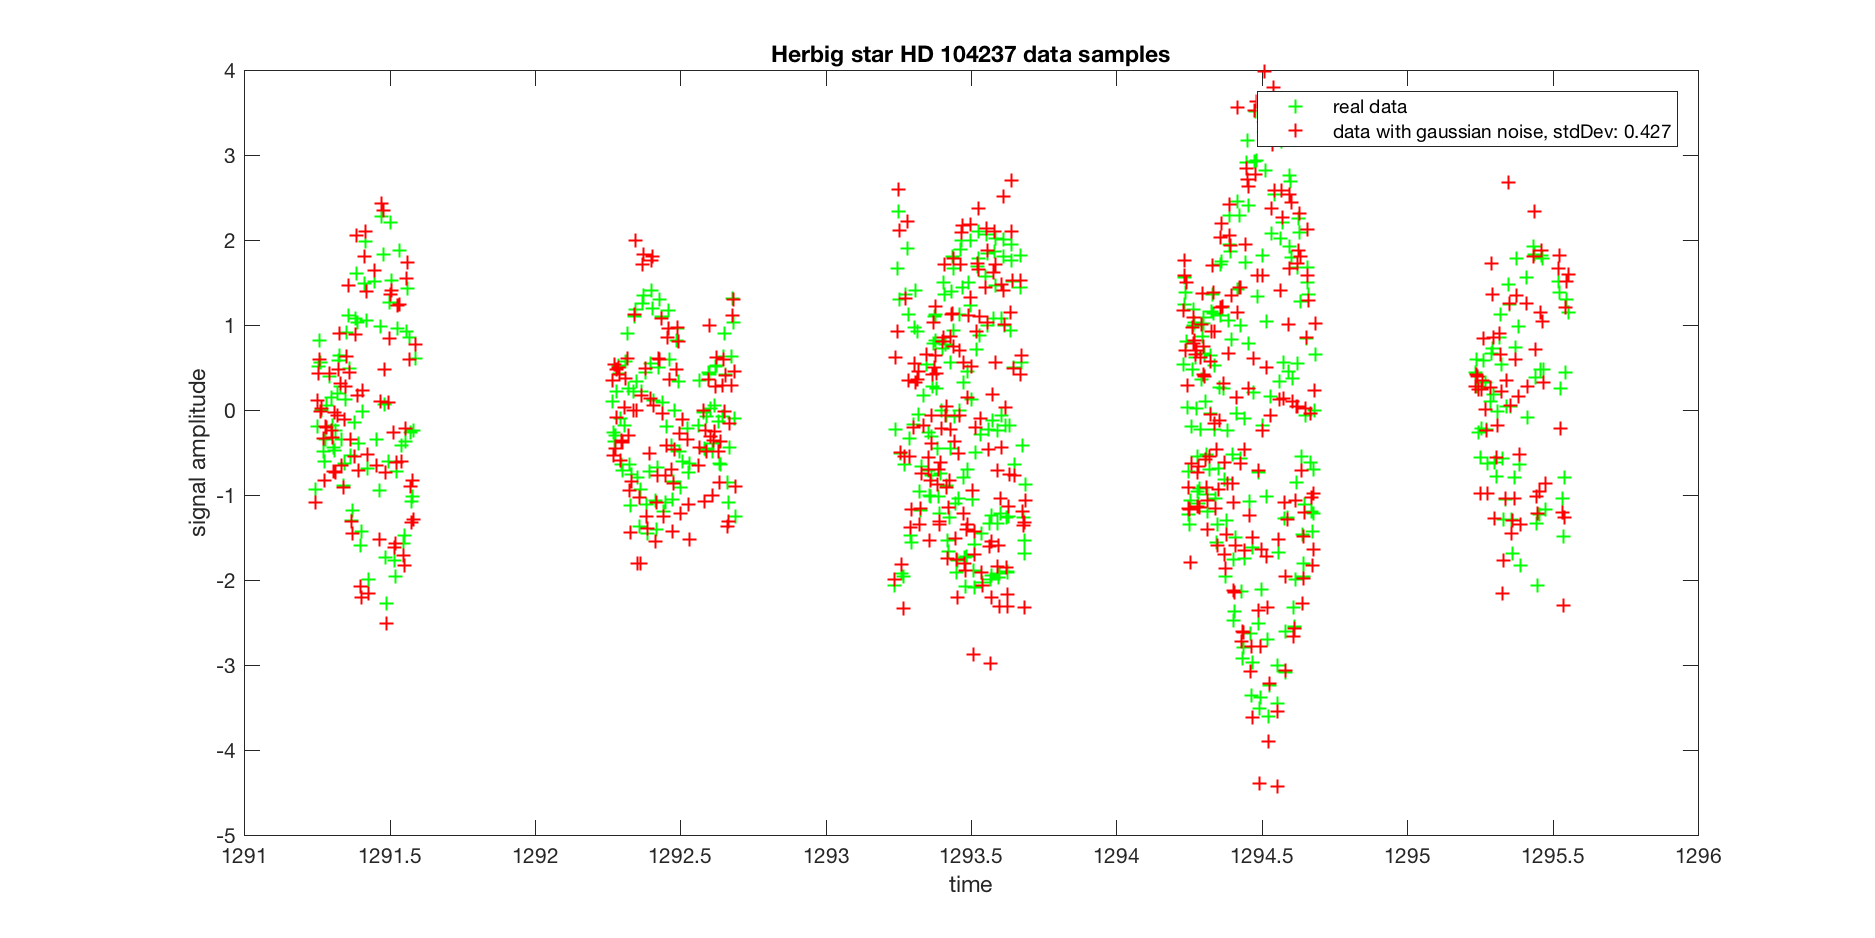 Herbig star HD 104237 data samples
real data
data with gaussian noise, stdDev: 0.427
signal amplitude
4
3
2
1
0
-1
-2
-3
-4
-5
1291 1291.5 1292 1292.5 1293 1293.5 1294 1294.5 1295 1295.5 1296
time